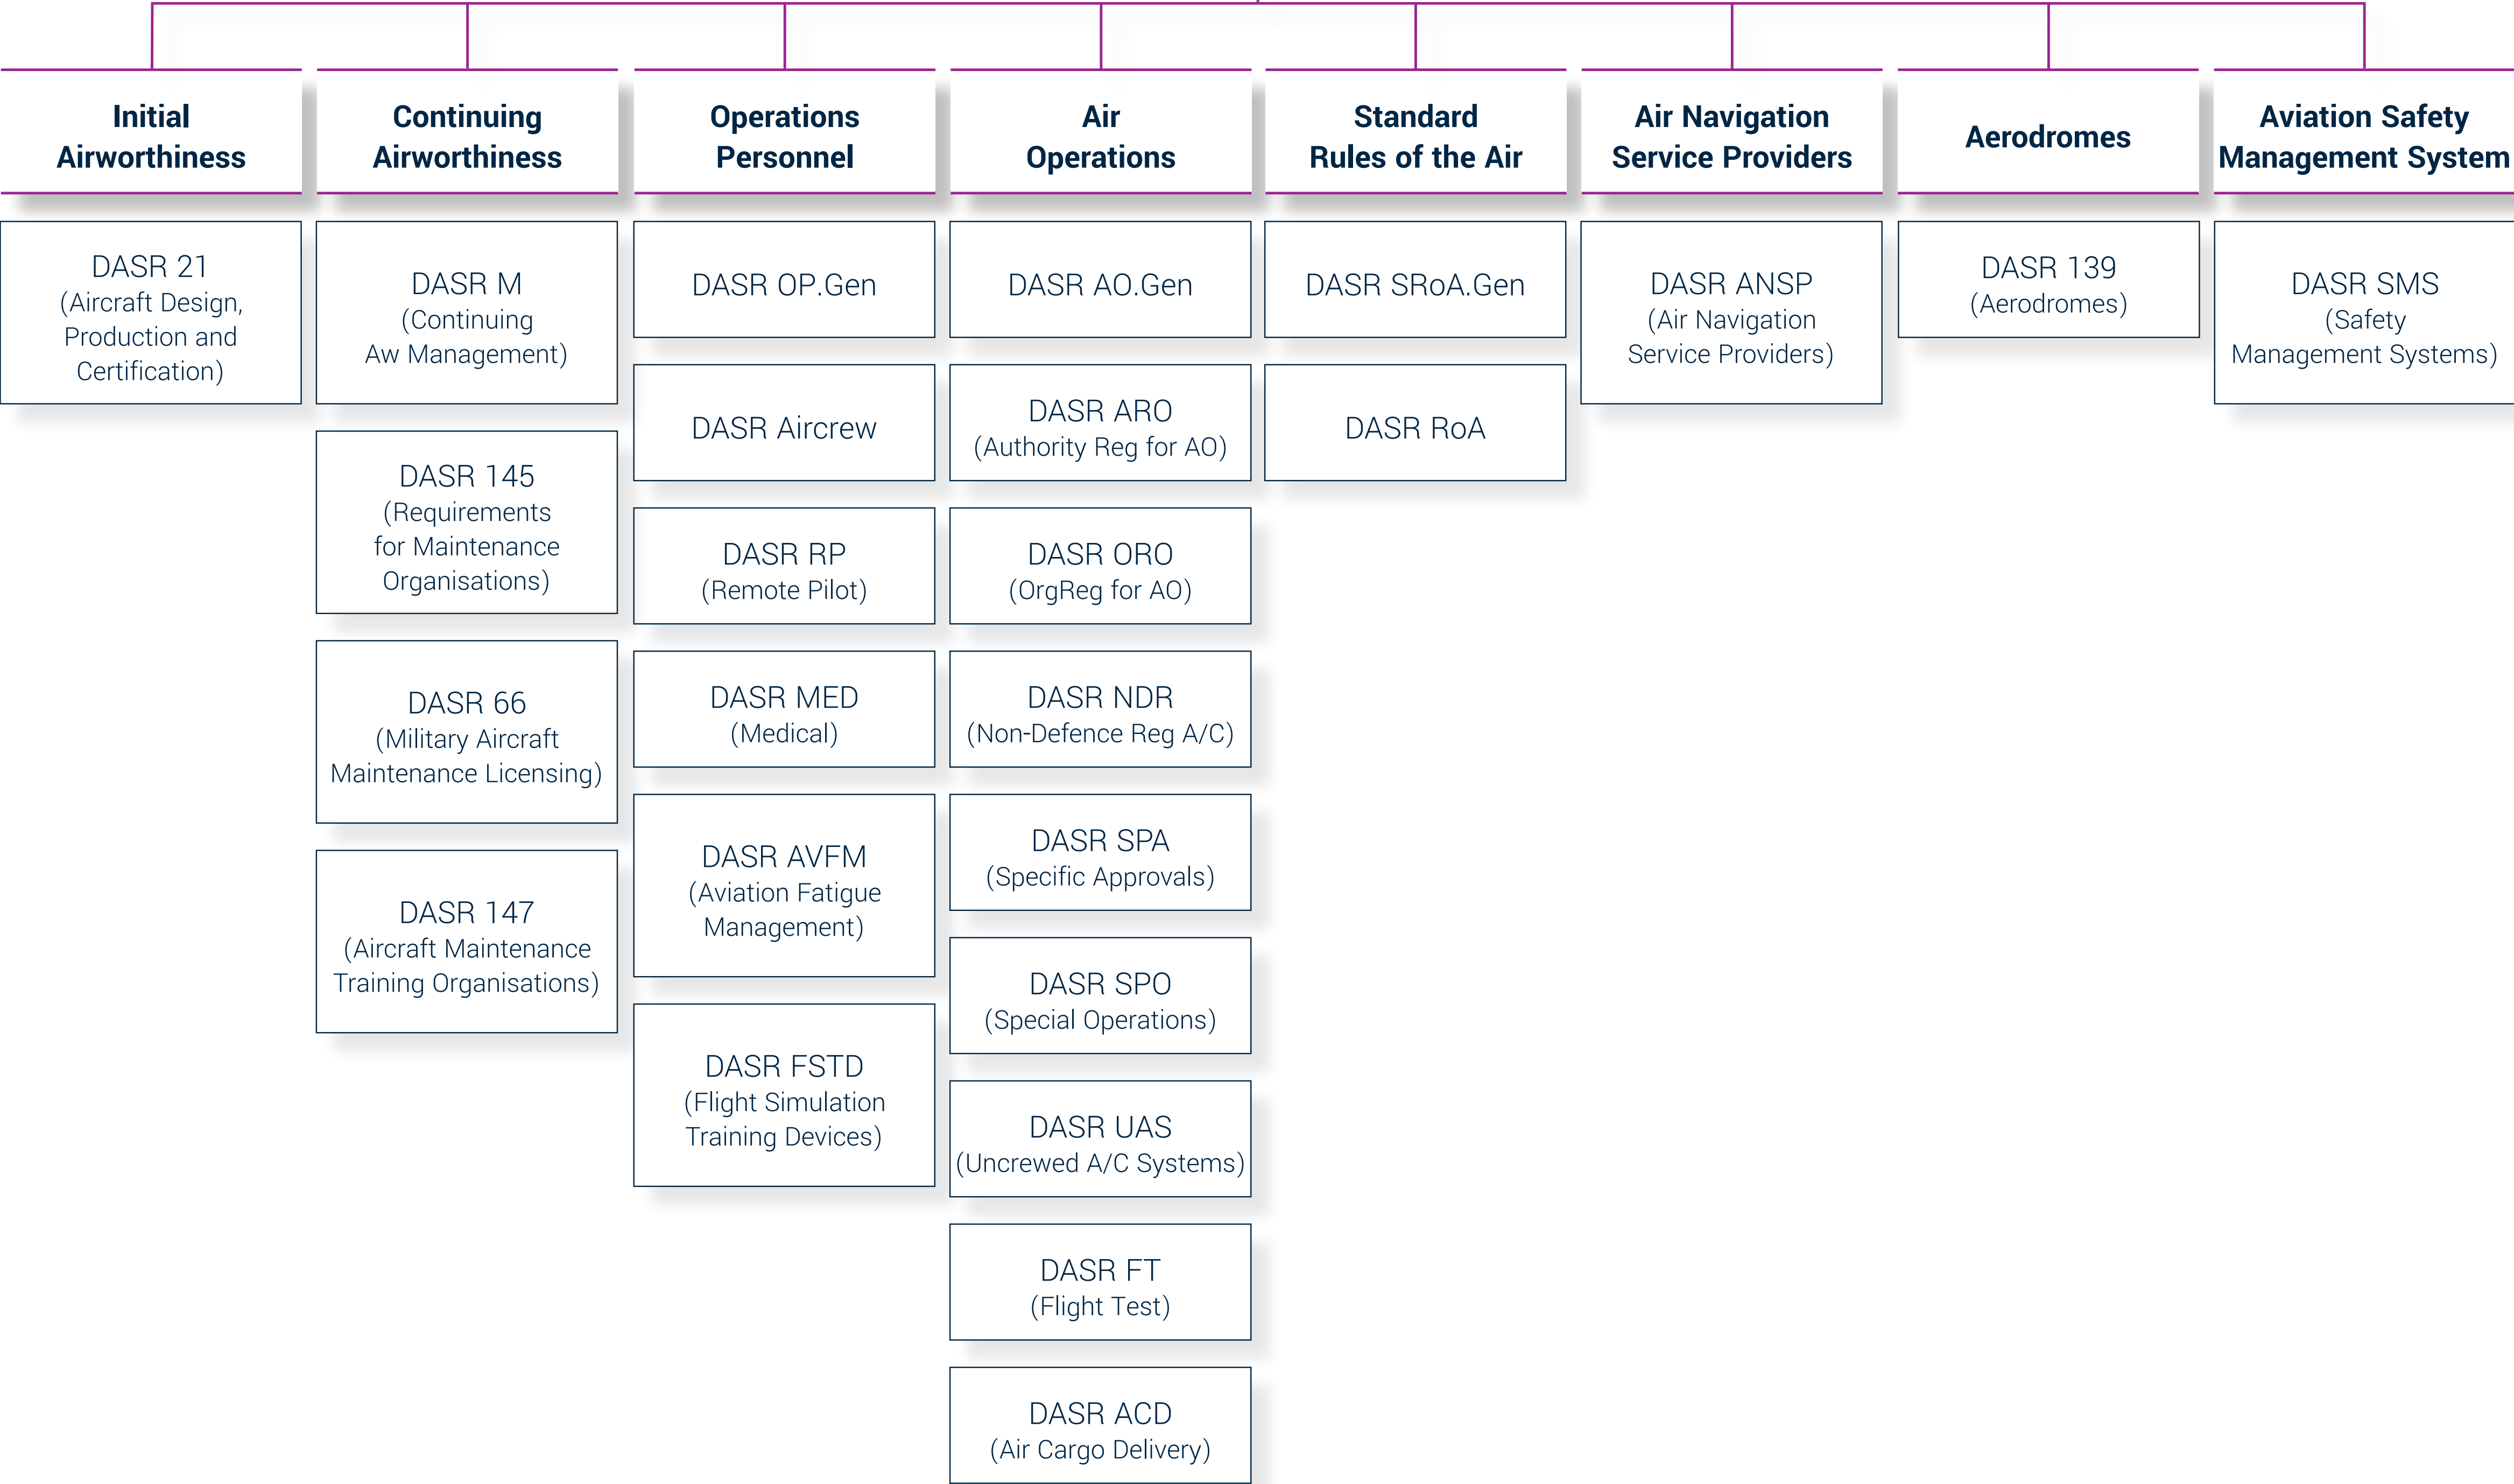 Initial
Airworthiness
Continuing
Airworthiness
Operations
Personnel
Air
Operations
Standard
Rules of the Air
Air Navigation
Service Providers
Aerodromes
Aviation Safety
Management System
DASR 21
(Aircraft Design,
Production and
Certification)
DASR M
(Continuing
Aw Management)
DASR 145
(Requirements
for Maintenance
Organisations)
DASR 66
(Military Aircraft
Maintenance Licensing)
DASR 147
(Aircraft Maintenance
Training Organisations)
DASR OP.Gen
DASR Aircrew
DASR RP
(Remote Pilot)
DASR MED
(Medical)
DASR AVFM
(Aviation Fatigue
Management)
DASR FSTD
(Flight Simulation
Training Devices)
DASR AO.Gen
DASR ARO
(Authority Reg for AO)
DASR ORO
(OrgReg for AO)
DASR NDR
(Non-Defence Reg A/C)
DASR SPA
(Specific Approvals)
DASR SPO
(Special Operations)
DASR UAS
(Uncrewed A/C Systems)
DASR FT
(Flight Test)
DASR ACD
(Air Cargo Delivery)
DASR SRoA.Gen
DASR RoA
DASR ANSP
(Air Navigation
Service Providers)
DASR 139
(Aerodromes)
DASR SMS
(Safety
Management Systems)